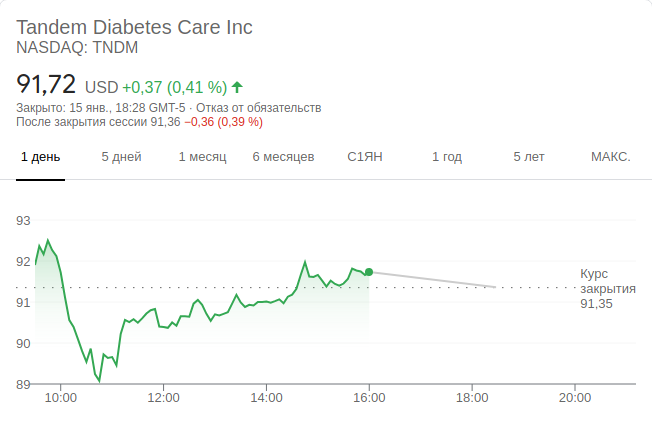 Tandem Diabetes Care Inc
NASDAQ: TNDM
91,72 USD +0,37 (0,41 %)
Закрыто: 15 янв., 18:28 GMT-5 · Отказ от обязательств
После закрытия сессии 91,36 −0,36 (0,39 %)
1 день 5 дней 1 месяц 6 месяцев С1ЯН 1 год 5 лет МАКС.
93
92
91
90
89
Курс
закрытия
91,35
10:00 12:00 14:00 16:00 18:00 20:00